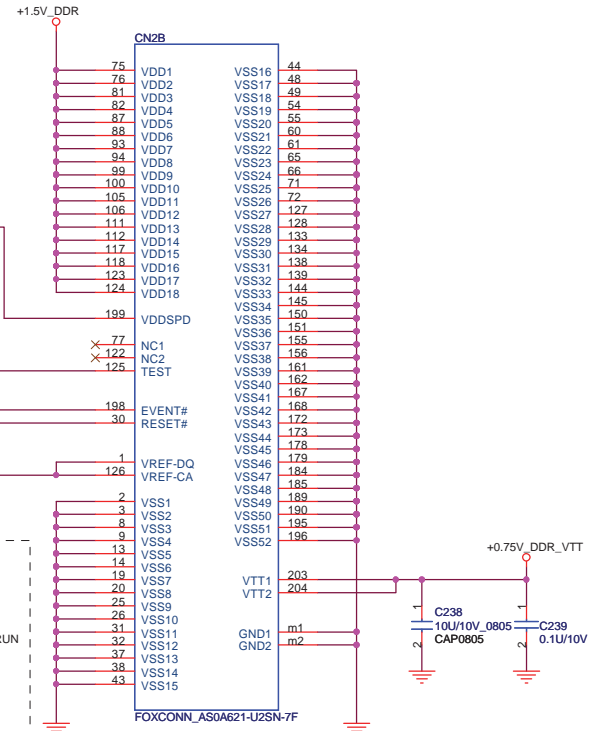 +1.5V_DDR
CN2B
75 VDD1 VSS16 44
76 VDD2 VSS17 48
81 VDD3 VSS18 49
82 VDD4 VSS19 54
87 VDD5 VSS20 55
88 VDD6 VSS21 60
93 VDD7 VSS22 61
94 VDD8 VSS23 65
99 VDD9 VSS24 66
100 VDD10 VSS25 71
105 VDD11 VSS26 72
106 VDD12 VSS27 127
111 VDD13 VSS28 128
112 VDD14 VSS29 133
117 VDD15 VSS30 134
118 VDD16 VSS31 138
123 VDD17 VSS32 139
124 VDD18 VSS33 144
VSS34 145
199 VDDSPD VSS35 150
VSS36 151
77 NC1 VSS37 155
122 NC2 VSS38 156
125 TEST VSS39 161
VSS40 162
VSS41 167
198 EVENT# VSS42 168
30 RESET# VSS43 172
VSS44 173
VSS45 178
1 VREF-DQ VSS46 179
126 VREF-CA VSS47 184
VSS48 185
2 VSS1 VSS49 189
3 VSS2 VSS50 190
8 VSS3 VSS51 195
9 VSS4 VSS52 196
13 VSS5
+0.75V_DDR_VTT
14 VSS6
19 VSS7 VTT1 203
20 VSS8 VTT2 204
25 VSS9
26 VSS10
31 VSS11 GND1 m1
32 VSS12 GND2 m2
37 VSS13
38 VSS14
43 VSS15
RUN
1 C238
10U/10V_0805
2 CAP0805
1 C239
2 0.1U/10V
FOXCONN_AS0A621-U2SN-7F